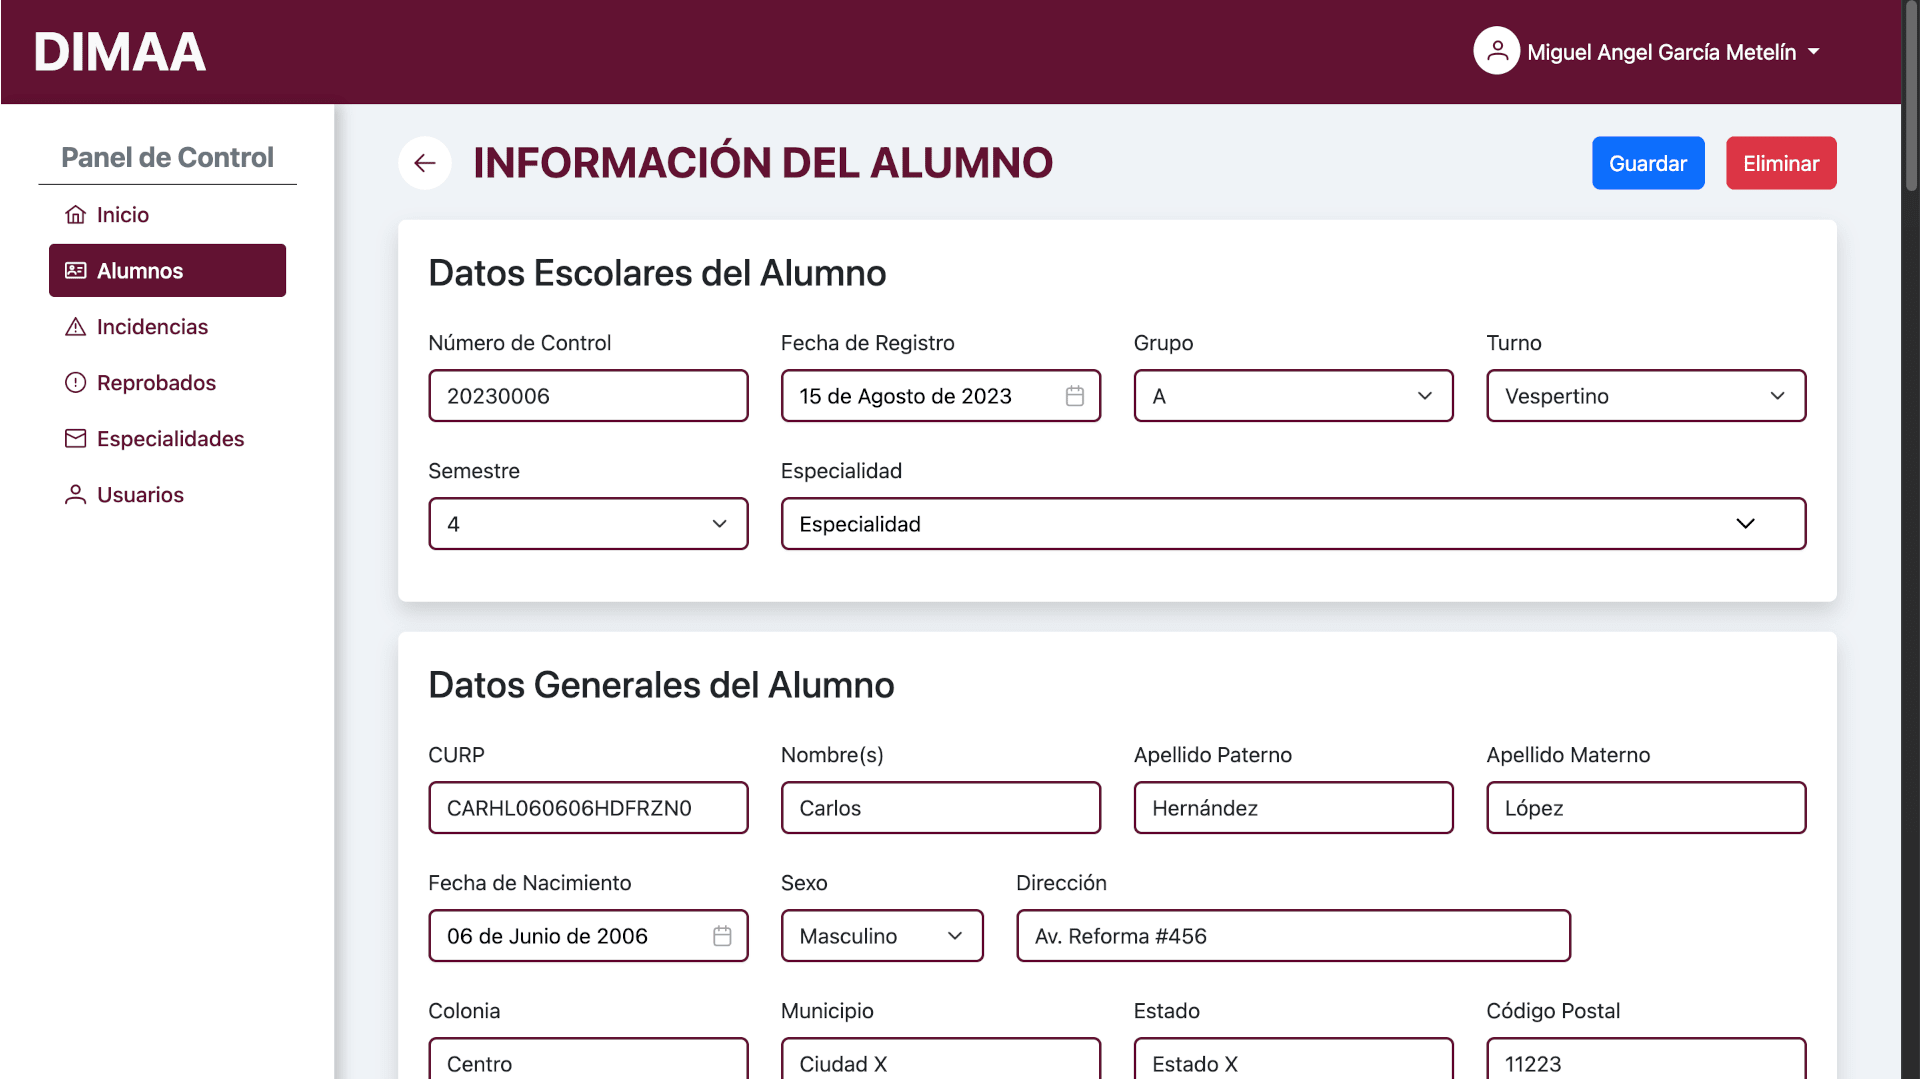 DIMAA
Miguel Angel García Metelín
Panel de Control
Inicio
Alumnos
Incidencias
Reprobados
Especialidades
Usuarios
INFORMACIÓN DEL ALUMNO
Guardar
Eliminar
Datos Escolares del Alumno
Número de Control
Fecha de Registro
Grupo
Turno
20230006
15 de Agosto de 2023
A
Vespertino
Semestre
Especialidad
4
Especialidad
Datos Generales del Alumno
CURP
Nombre(s)
Apellido Paterno
Apellido Materno
CARHL060606HDFRZN0
Carlos
Hernández
López
Fecha de Nacimiento
Sexo
Dirección
06 de Junio de 2006
Masculino
Av. Reforma #456
Colonia
Municipio
Estado
Código Postal
Centro
Ciudad X
Estado X
11223